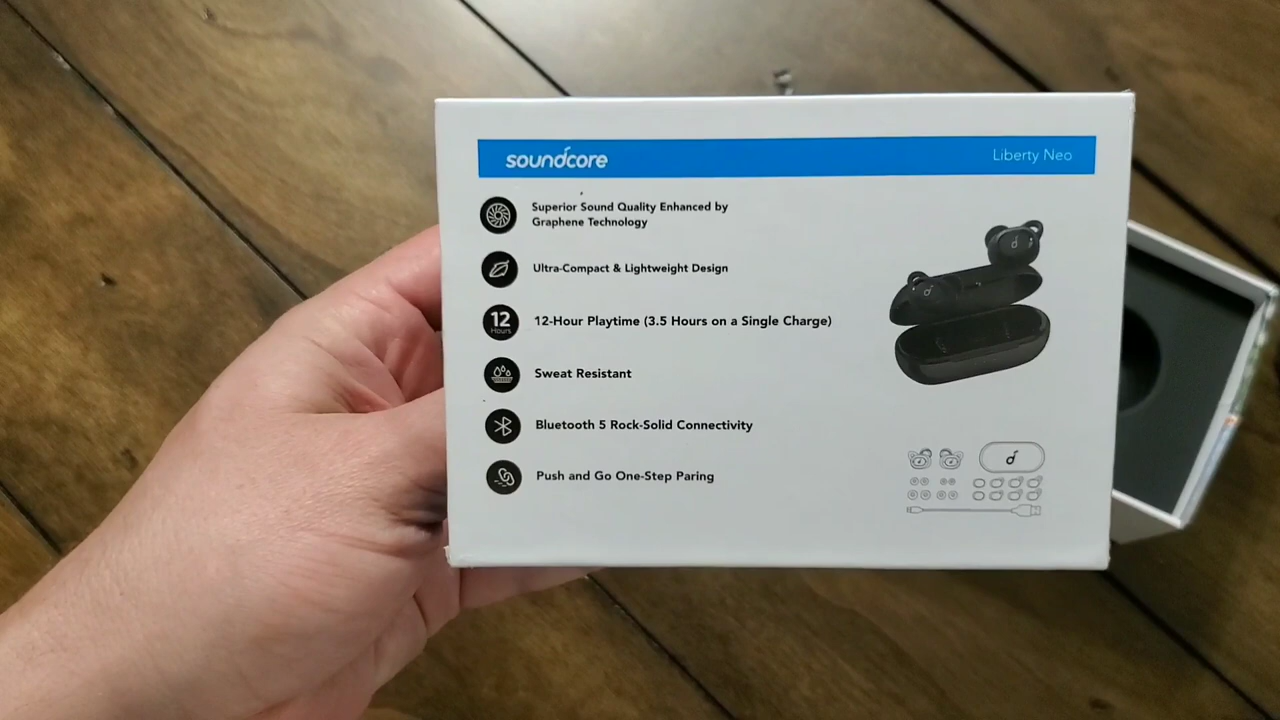 soundcore
Liberty Neo
Superior Sound Quality Enhanced by
Graphene Technology
Ultra-Compact & Lightweight Design
12
Hours
12-Hour Playtime (3.5 Hours on a Single Charge)
Sweat Resistant
Bluetooth 5 Rock-Solid Connectivity
Push and Go One-Step Paring